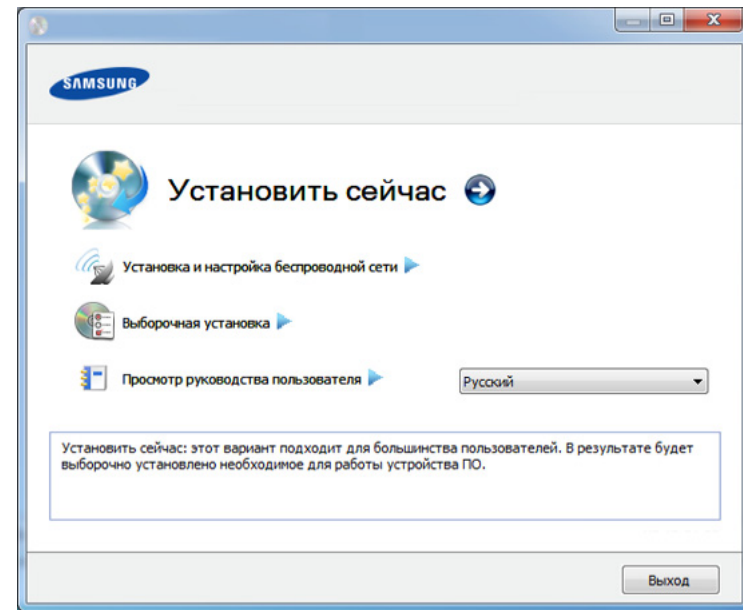 SAMSUNG
Установить сейчас
Установка и настройка беспроводной сети
Выборочная установка
Просмотр руководства пользователя
Русский
Установить сейчас: этот вариант подходит для большинства пользователей. В результате будет
выборочно установлено необходимое для работы устройства ПО.
Выход